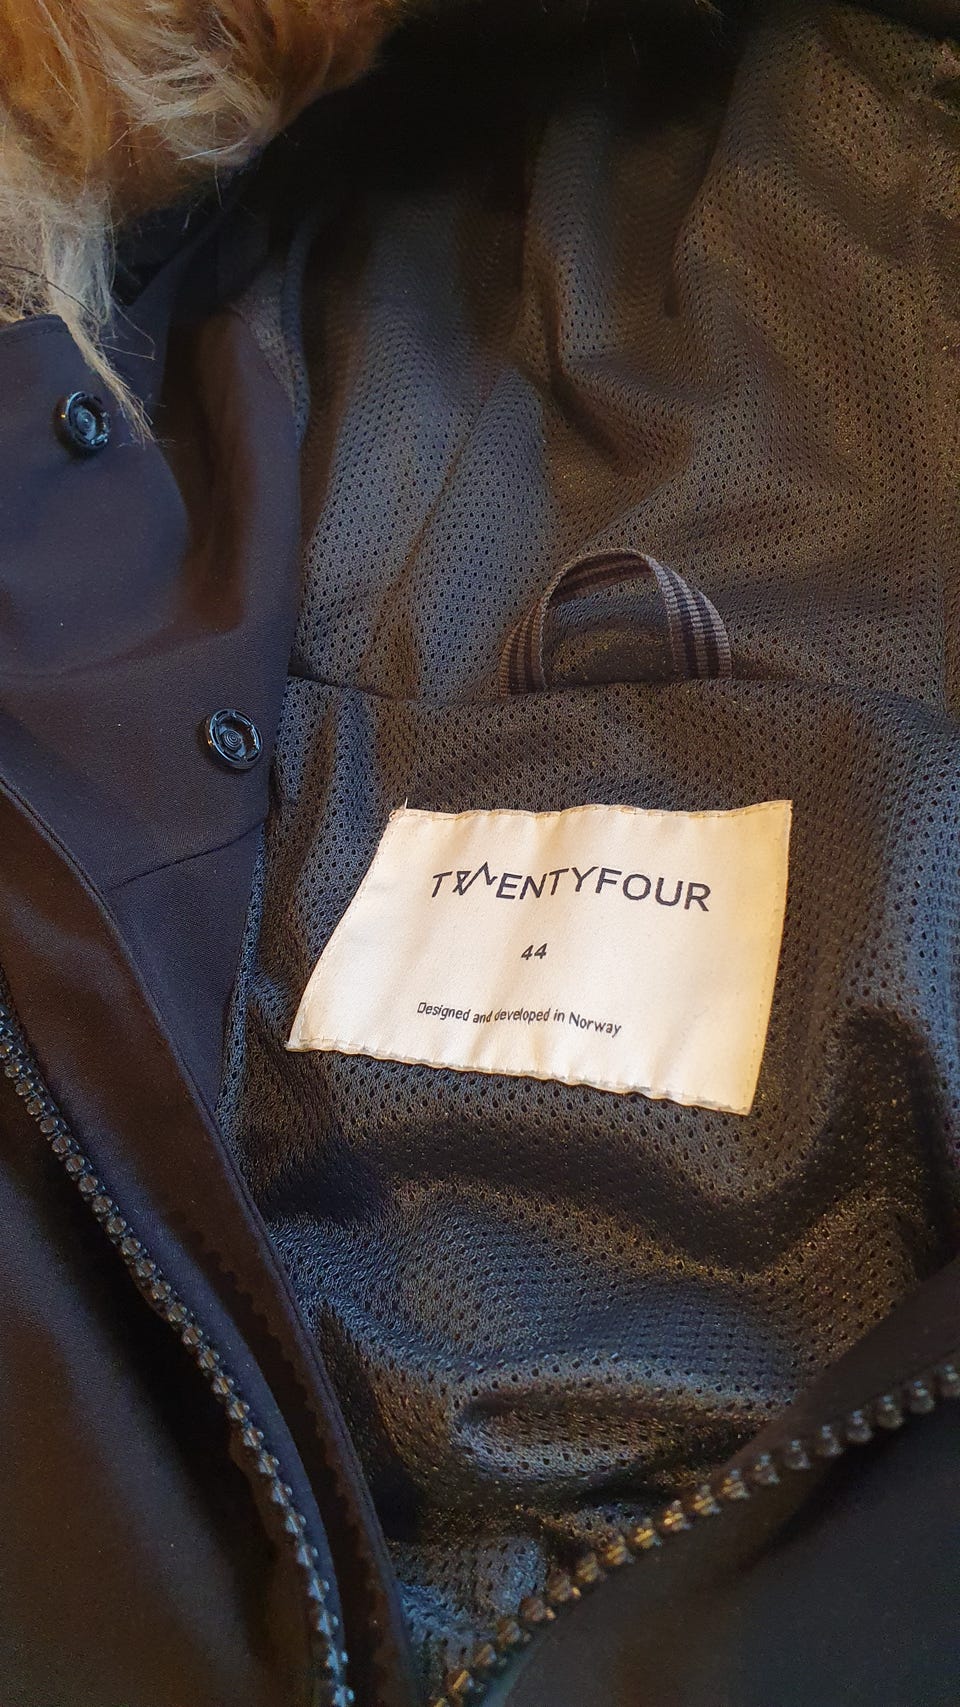 TWENTYFOUR
44
Designed and developed in Norway